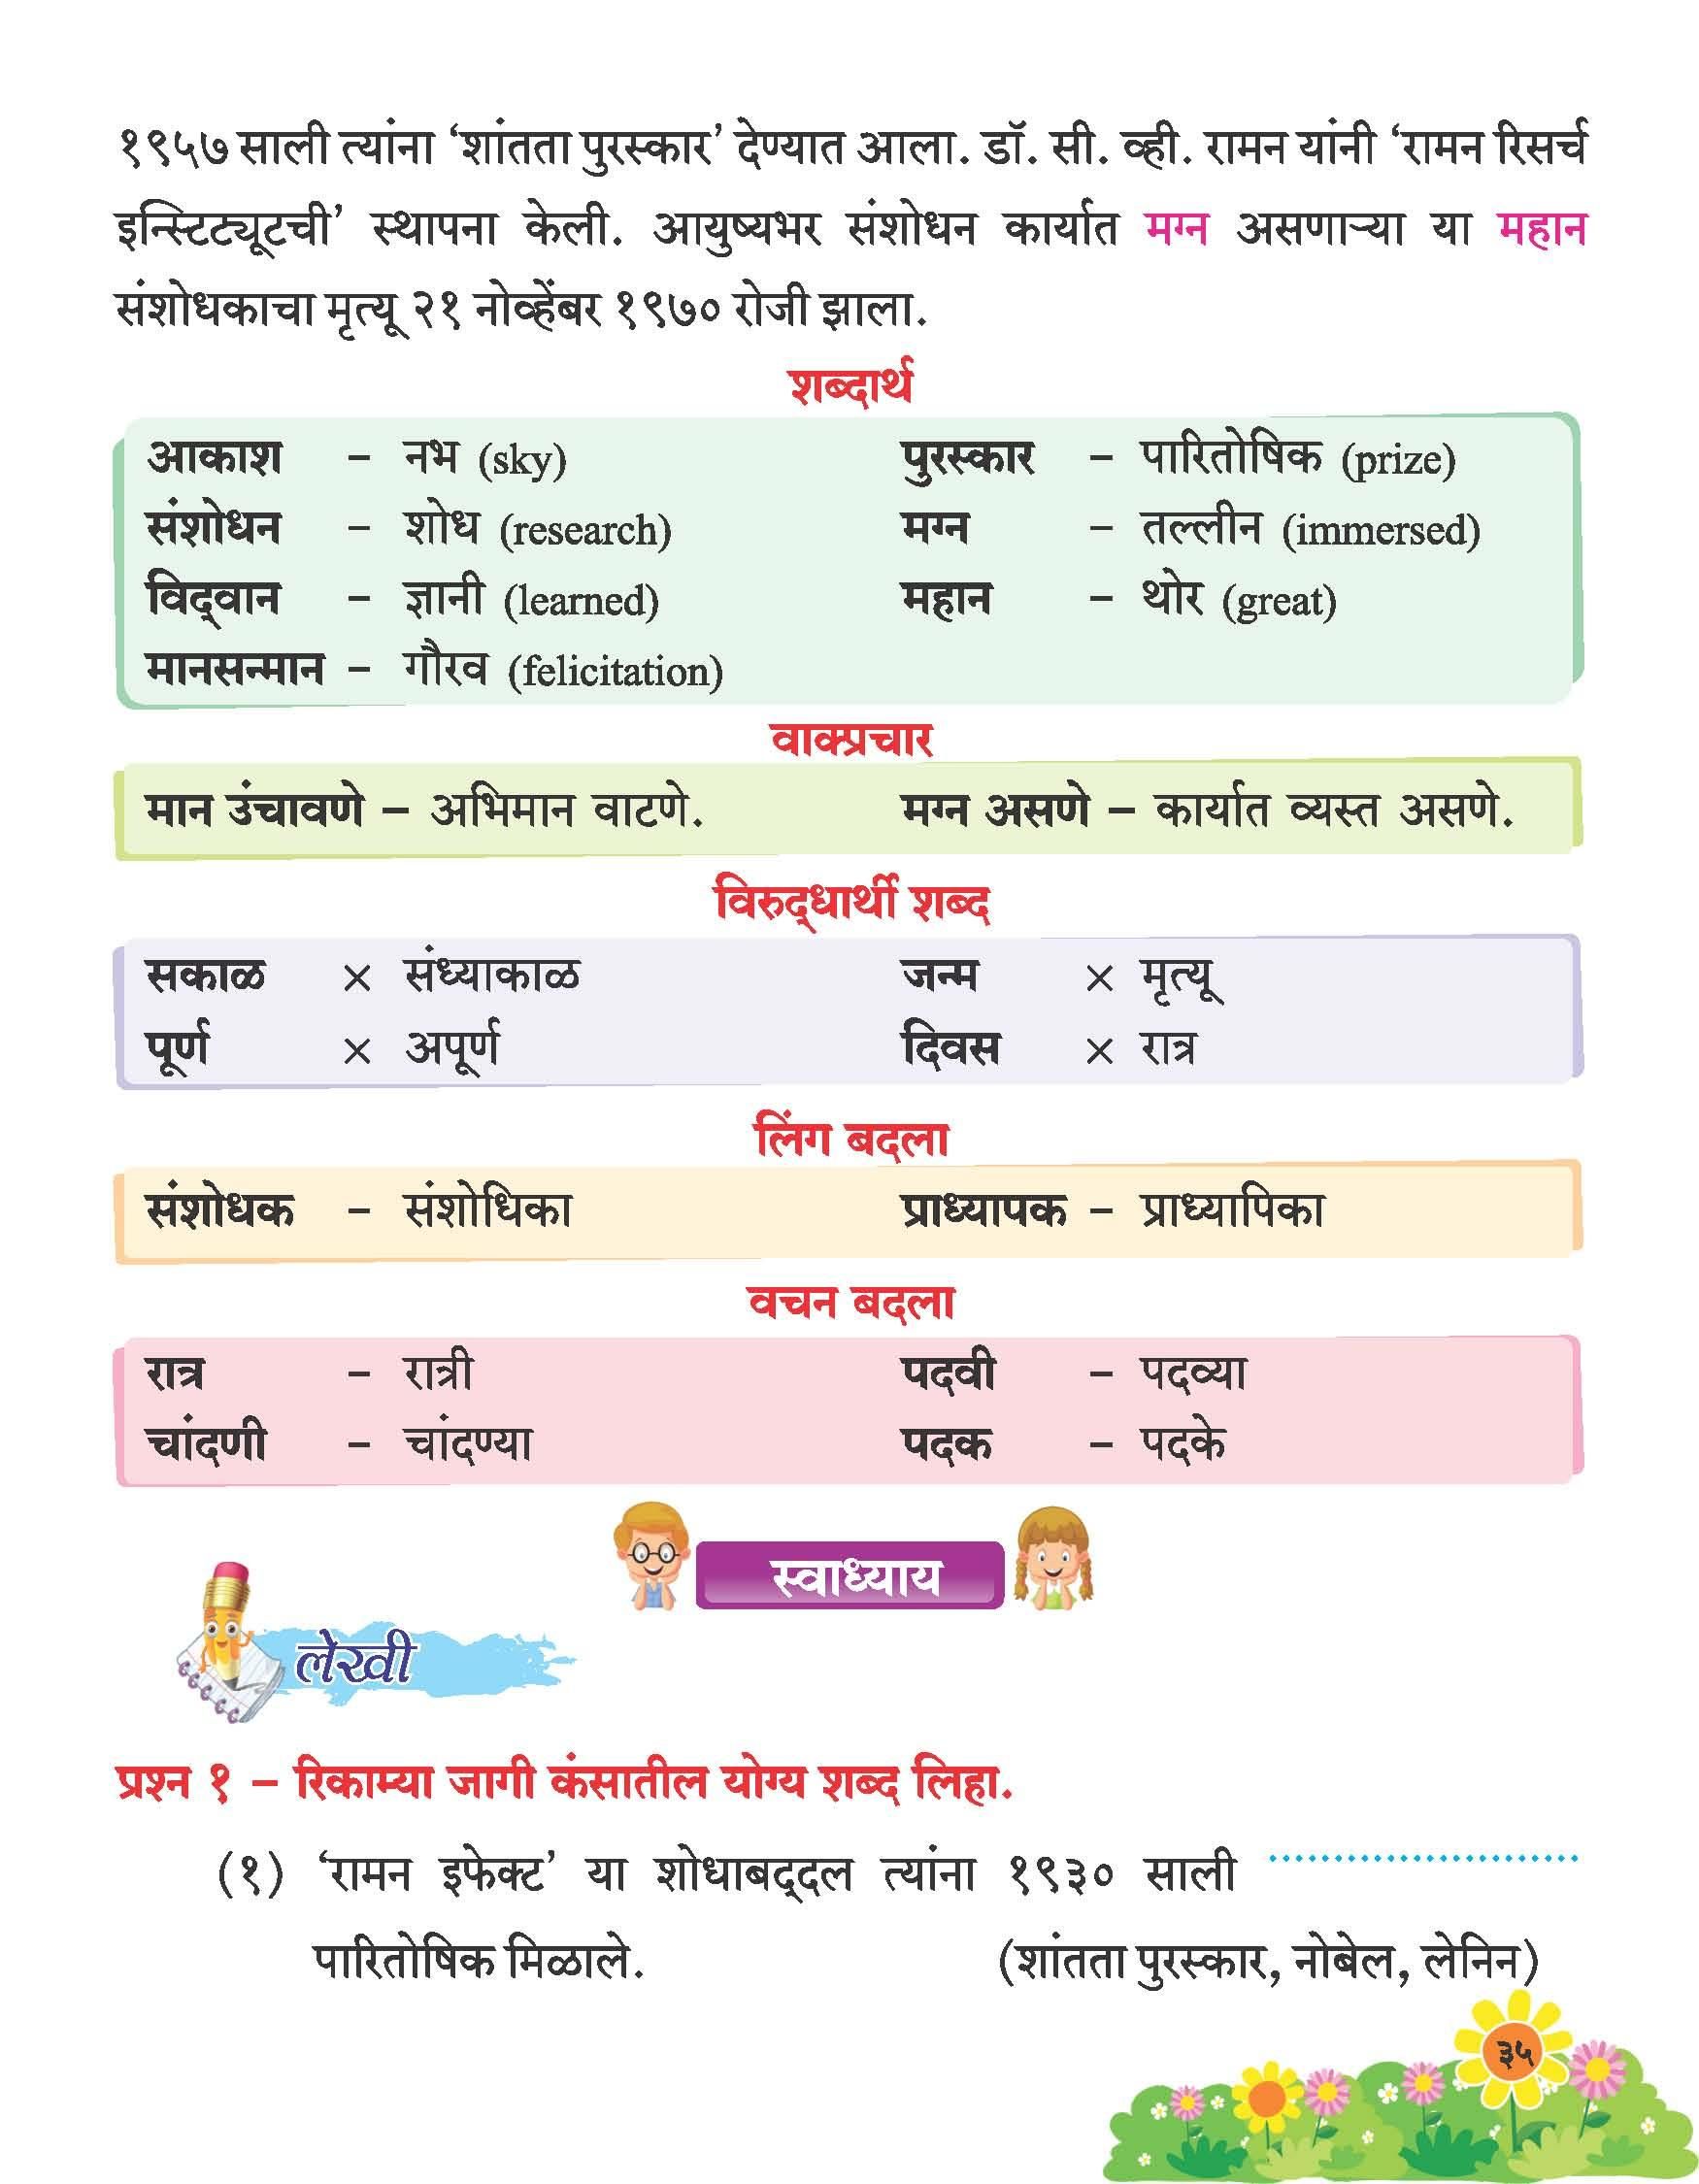 १९५७ साली त्यांना ‘शांतता पुरस्कार’ देण्यात आला. डॉ. सी. व्ही. रामन यांनी ‘रामन रिसर्च
इन्स्टिट्यूटची’ स्थापना केली. आयुष्यभर संशोधन कार्यात मग्न असणाऱ्या या महान
संशोधकाचा मृत्यू २१ नोव्हेंबर १९७० रोजी झाला.
शब्दार्थ
आकाश – नभ (sky) पुरस्कार – पारितोषिक (prize)
संशोधन – शोध (research) मग्न – तल्लीन (immersed)
विद्‌वान – ज्ञानी (learned) महान – थोर (great)
मानसन्मान – गौरव (felicitation)
वाक्प्रचार
मान उंचावणे – अभिमान वाटणे. मग्न असणे – कार्यात व्यस्त असणे.
विरुद्‌धार्थी शब्द
सकाळ × संध्याकाळ जन्म × मृत्यू
पूर्ण × अपूर्ण दिवस × रात्र
लिंग बदला
संशोधक – संशोधिका प्राध्यापक – प्राध्यापिका
वचन बदला
रात्र – रात्री पदवी – पदव्या
चांदणी – चांदण्या पदक – पदके
स्वाध्याय
लेखी
प्रश्न १ – रिकाम्या जागी कंसातील योग्य शब्द लिहा.
(१) ‘रामन इफेक्ट’ या शोधाबद्‌दल त्यांना १९३० साली ........................
पारितोषिक मिळाले. (शांतता पुरस्कार, नोबेल, लेनिन)
३५